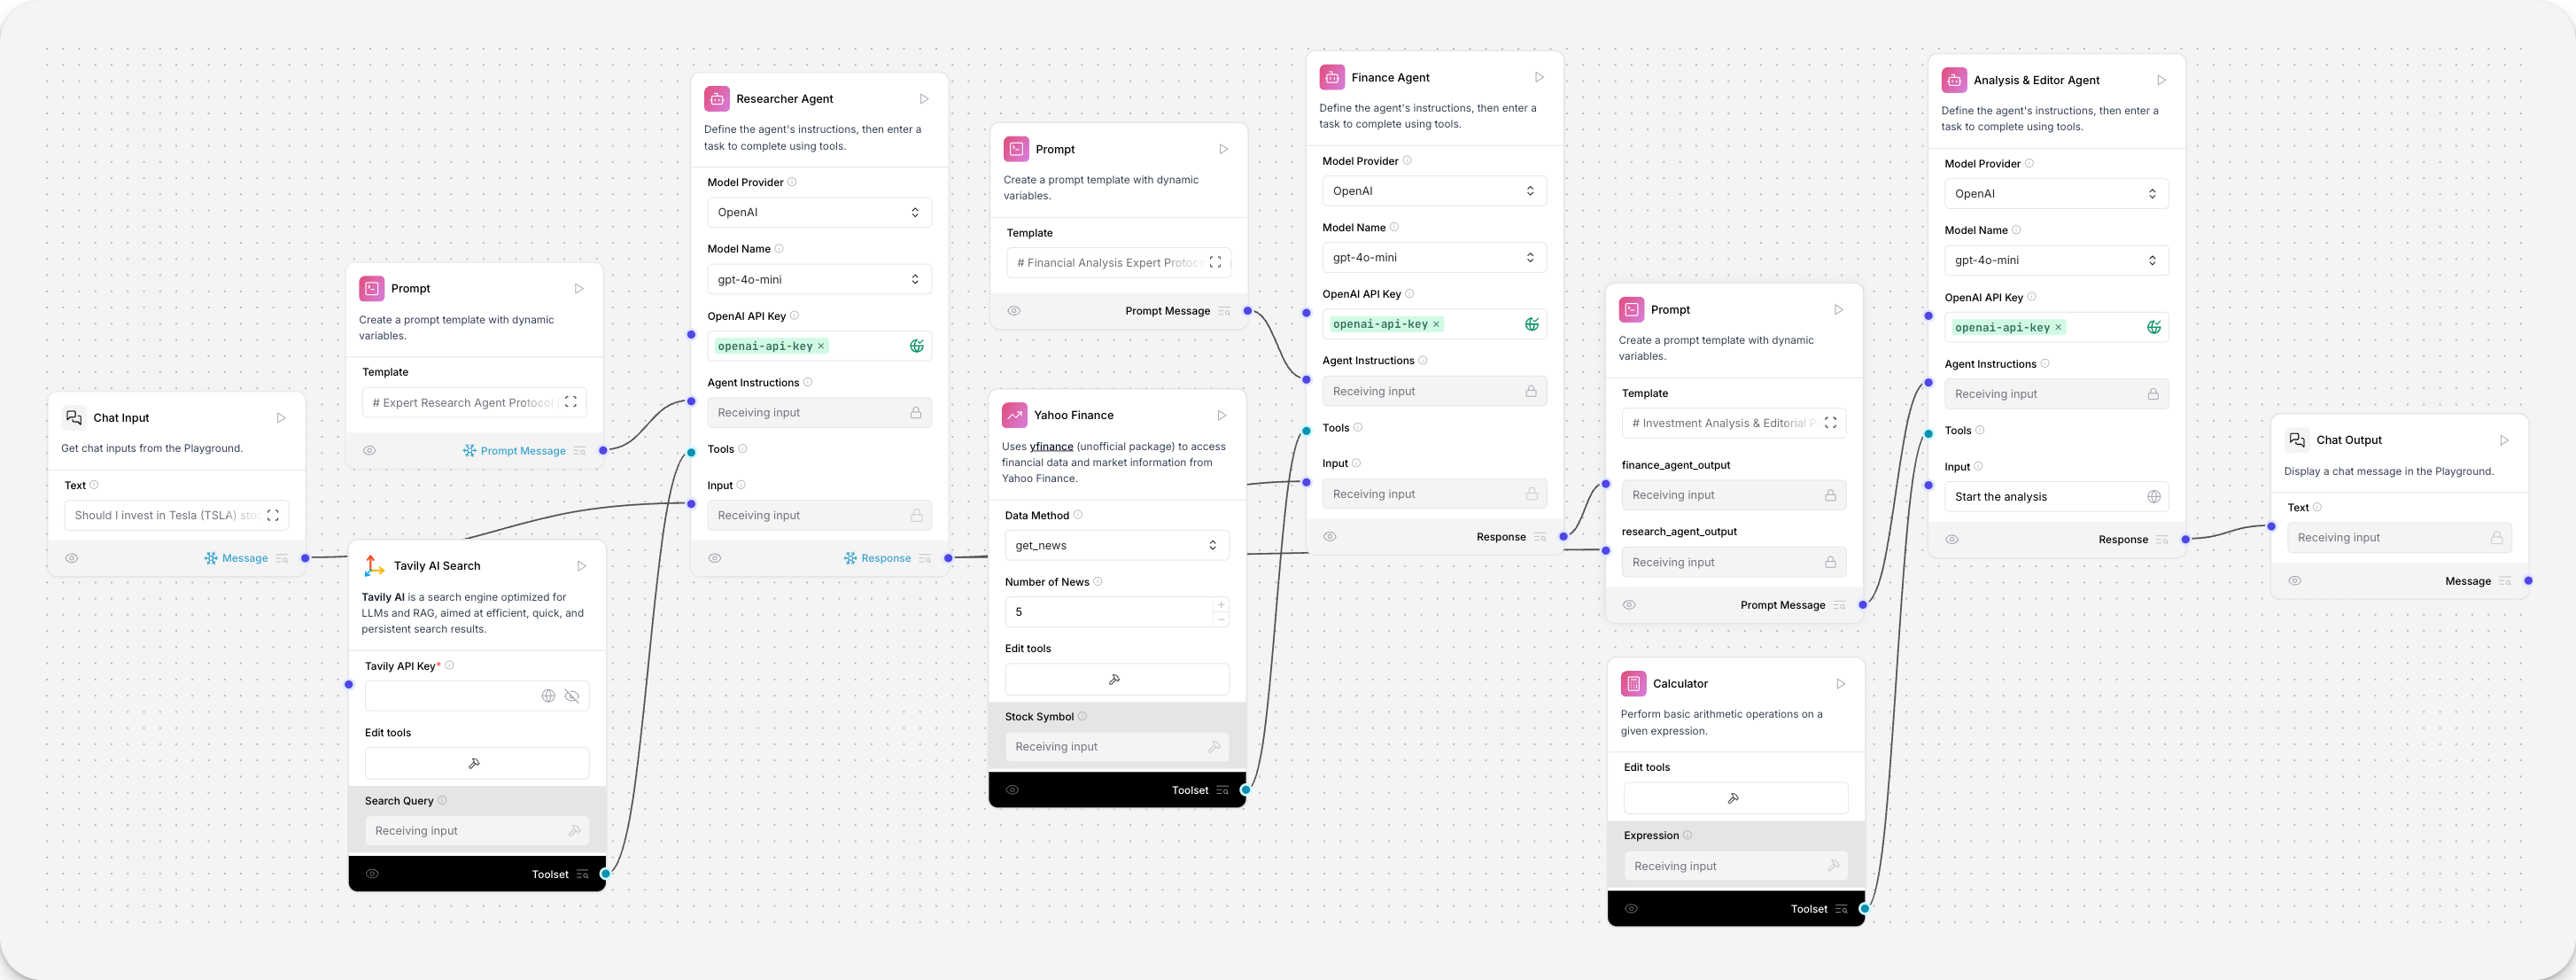 Chat Input
Get chat inputs from the Playground.
Text
Should I invest in Tesla (TSLA)
Message
Prompt
Create a prompt template with dynamic
variables.
Template
# Expert Research Agent Protocol
Prompt Message
Tavily AI Search
Tavily AI is a search engine optimized for
LLMs and RAG, aimed at efficient, quick, and
persistent search results.
Tavily API Key*
Edit tools
Search Query
Receiving input
Toolset
Researcher Agent
Define the agent's instructions, then enter a
task to complete using tools.
Model Provider
OpenAI
Model Name
gpt-4o-mini
OpenAI API Key
openai-api-key ×
Agent Instructions
Receiving input
Tools
Input
Receiving input
Response
Prompt
Create a prompt template with dynamic
variables.
Template
# Financial Analysis Expert
Prompt Message
Yahoo Finance
Uses yfinance (unofficial package) to access
financial data and market information from
Yahoo Finance.
Data Method
get_news
Number of News
5
Edit tools
Stock Symbol
Receiving input
Toolset
Finance Agent
Define the agent's instructions, then enter a
task to complete using tools.
Model Provider
OpenAI
Model Name
gpt-4o-mini
OpenAI API Key
openai-api-key ×
Agent Instructions
Receiving input
Tools
Input
Receiving input
Response
Prompt
Create a prompt template with dynamic
variables.
Template
# Investment Analysis & Editorial
finance_agent_output
Receiving input
research_agent_output
Receiving input
Prompt Message
Calculator
Perform basic arithmetic operations on a
given expression.
Edit tools
Expression
Receiving input
Toolset
Analysis & Editor Agent
Define the agent's instructions, then enter a
task to complete using tools.
Model Provider
OpenAI
Model Name
gpt-4o-mini
OpenAI API Key
openai-api-key ×
Agent Instructions
Receiving input
Tools
Input
Start the analysis
Response
Chat Output
Display a chat message in the Playground.
Text
Receiving input
Message